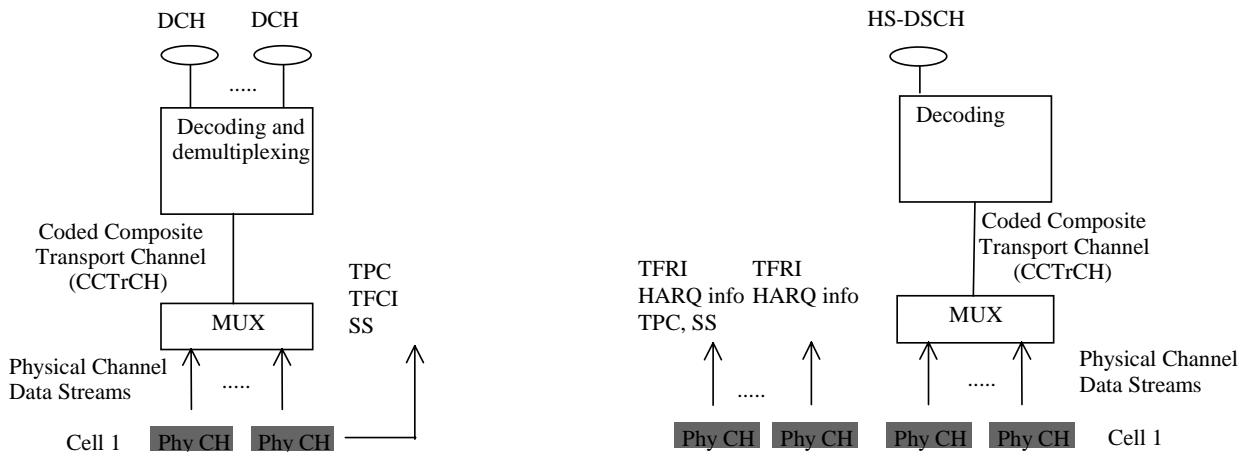 DCH DCH
.....
Decoding and
demultiplexing
Coded Composite
Transport Channel
(CCTrCH)
MUX
TPC
TFCI
SS
Physical Channel
Data Streams
.....
Cell 1 Phy CH Phy CH
HS-DSCH
Decoding
Coded Composite
Transport Channel
(CCTrCH)
TFRI
HARQ info
TPC, SS
TFRI
HARQ info
MUX
Physical Channel
Data Streams
.....
.....
Phy CH Phy CH Phy CH Phy CH Cell 1